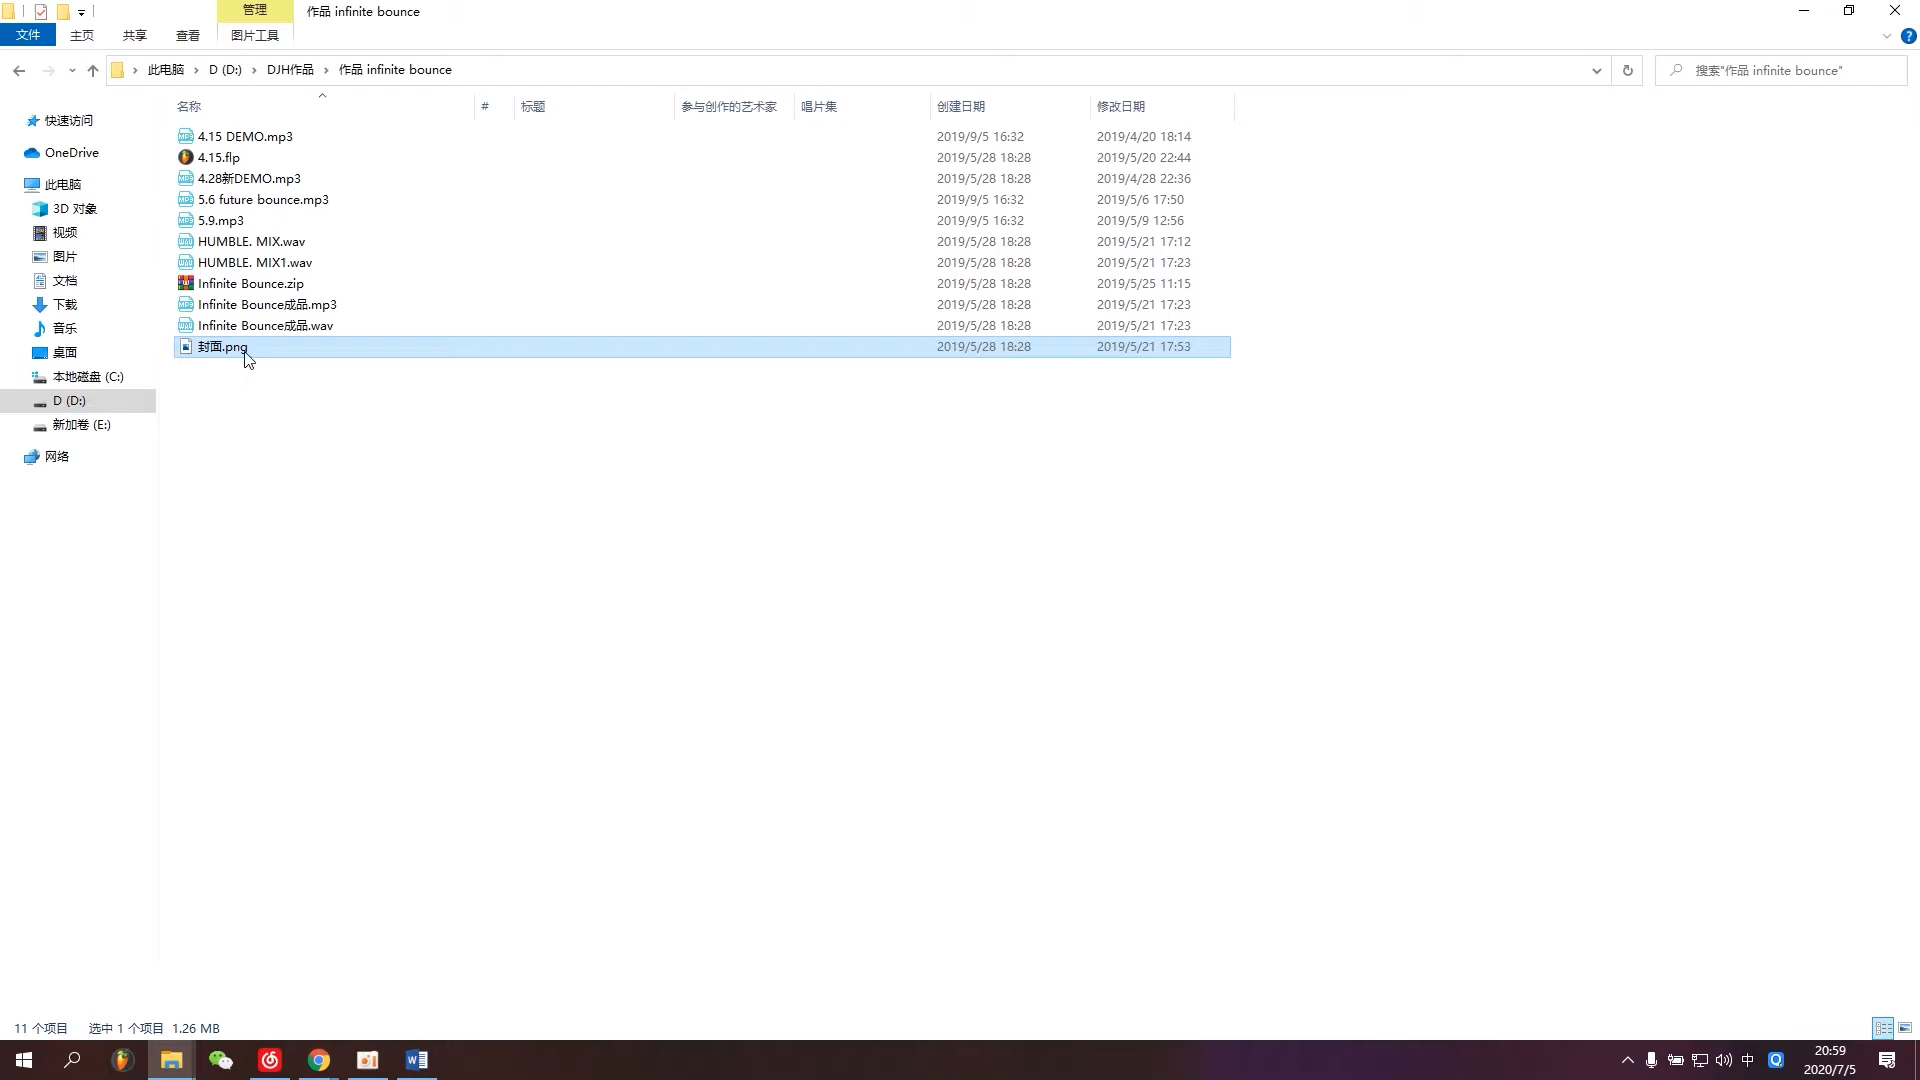 管理
作品 infinite bounce
文件
主页
共享
查看
图片工具
此电脑 D (D:) DJH作品 作品 infinite bounce
搜索"作品 infinite bounce"
名称 # 标题 参与创作的艺术家 唱片集 创建日期 修改日期
快速访问
OneDrive
此电脑
3D 对象
视频
图片
文档
下载
音乐
桌面
本地磁盘 (C:)
D (D:)
新加卷 (E:)
网络
4.15 DEMO.mp3 2019/9/5 16:32 2019/4/20 18:14
4.15.flp 2019/5/28 18:28 2019/5/20 22:44
4.28新DEMO.mp3 2019/5/28 18:28 2019/4/28 22:36
5.6 future bounce.mp3 2019/9/5 16:32 2019/5/6 17:50
5.9.mp3 2019/9/5 16:32 2019/5/9 12:56
HUMBLE. MIX.wav 2019/5/28 18:28 2019/5/21 17:12
HUMBLE. MIX1.wav 2019/5/28 18:28 2019/5/21 17:23
Infinite Bounce.zip 2019/5/28 18:28 2019/5/25 11:15
Infinite Bounce成品.mp3 2019/5/28 18:28 2019/5/21 17:23
Infinite Bounce成品.wav 2019/5/28 18:28 2019/5/21 17:23
封面.png 2019/5/28 18:28 2019/5/21 17:53
11 个项目 选中 1 个项目 1.26 MB
中
20:59
2020/7/5